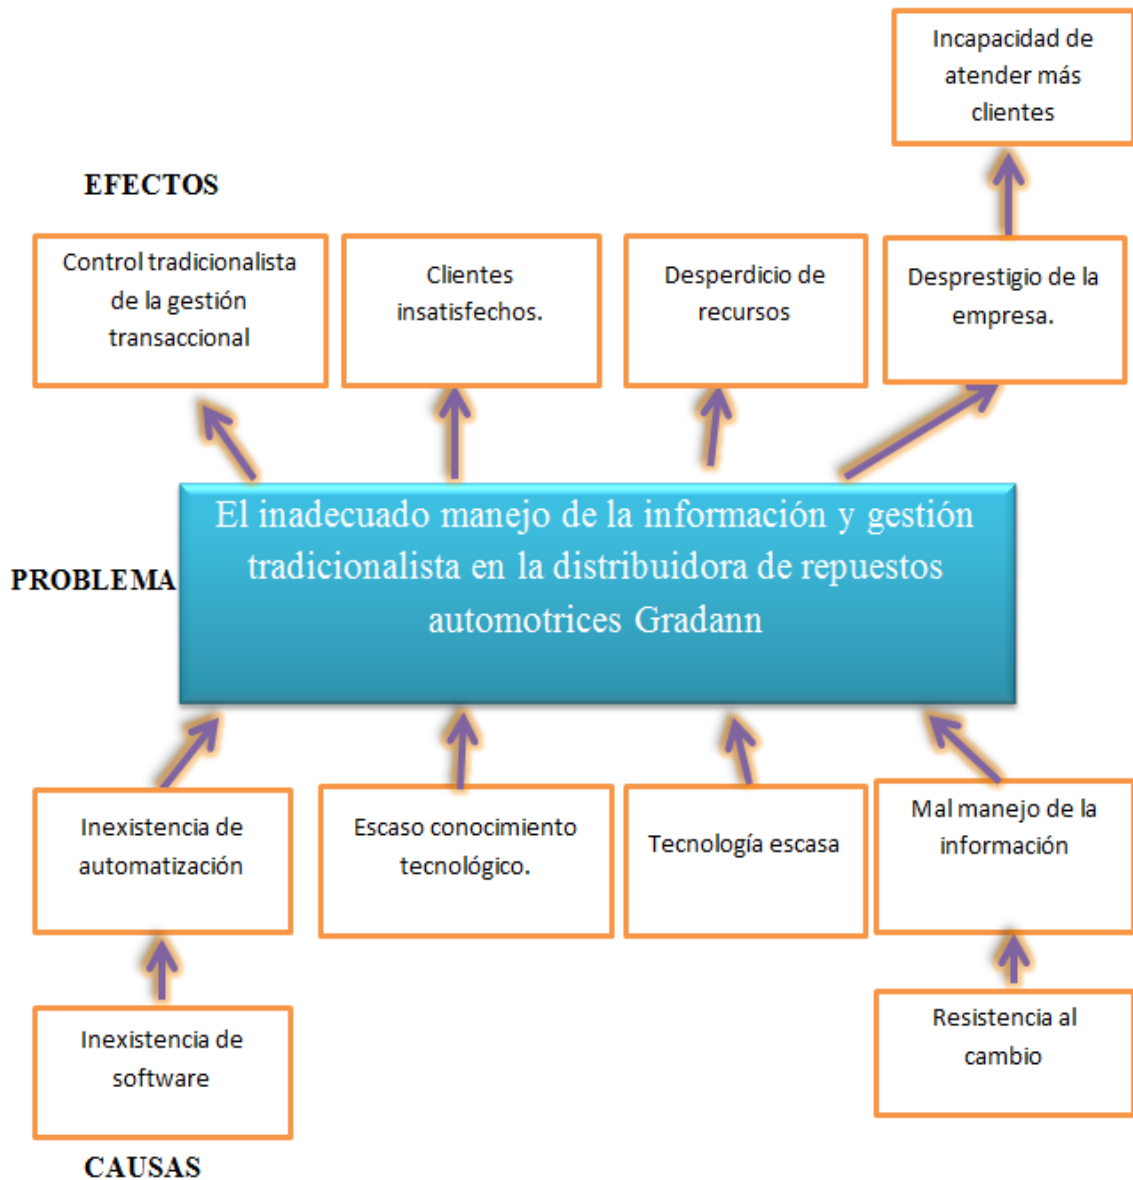 Incapacidad de
atender más
clientes
EFECTOS
Control tradicionalista
de la gestión
transaccional
Clientes
insatisfechos.
Desperdicio de
recursos
Desprestigio de la
empresa.
El inadecuado manejo de la información y gestión
tradicionalista en la distribuidora de repuestos
automotrices Gradann
PROBLEMA
Inexistencia de
automatización
Escaso conocimiento
tecnológico.
Tecnología escasa
Mal manejo de la
información
Inexistencia de
software
Resistencia al
cambio
CAUSAS